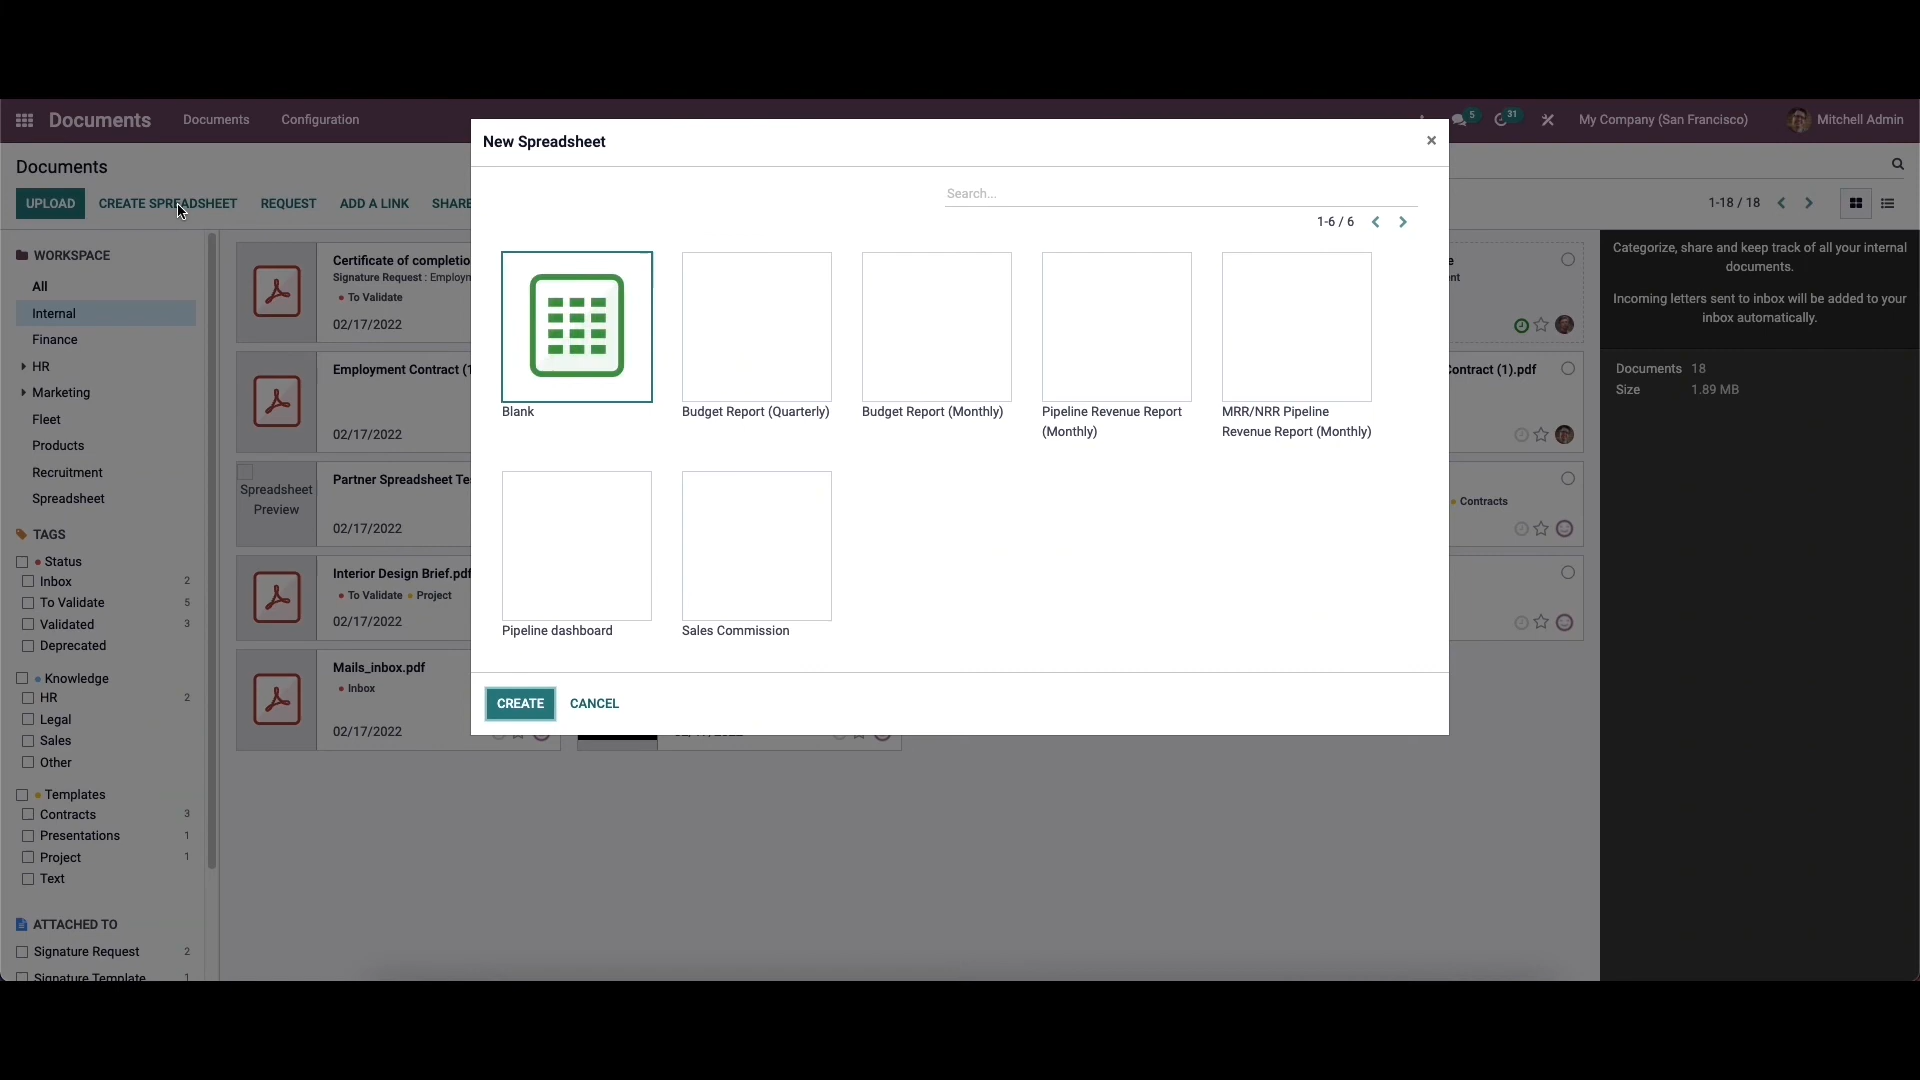 Documents
Documents
Configuration
5
31
My Company (San Francisco)
Mitchell Admin
Documents
UPLOAD
CREATE SPREADSHEET
REQUEST
ADD A LINK
SHARE
1-18 / 18
New Spreadsheet
×
Search...
1-6 / 6
Blank
Budget Report (Quarterly)
Budget Report (Monthly)
Pipeline Revenue Report
(Monthly)
MRR/NRR Pipeline
Revenue Report (Monthly)
Pipeline dashboard
Sales Commission
CREATE
CANCEL
WORKSPACE
All
Internal
Finance
HR
Marketing
Fleet
Products
Recruitment
Spreadsheet
TAGS
Status
Inbox 2
To Validate 5
Validated 3
Deprecated
Knowledge
HR 2
Legal
Sales
Other
Templates
Contracts 3
Presentations 1
Project 1
Text
ATTACHED TO
Signature Request 2
Signature Template 1
Certificate of completio
Signature Request : Employn
To Validate
02/17/2022
Employment Contract (1
02/17/2022
Spreadsheet
Preview
Partner Spreadsheet Te
02/17/2022
Interior Design Brief.pdf
To Validate Project
02/17/2022
Mails_inbox.pdf
Inbox
02/17/2022
e
nt
Contract (1).pdf
Contracts
Categorize, share and keep track of all your internal
documents.
Incoming letters sent to inbox will be added to your
inbox automatically.
Documents 18
Size 1.89 MB